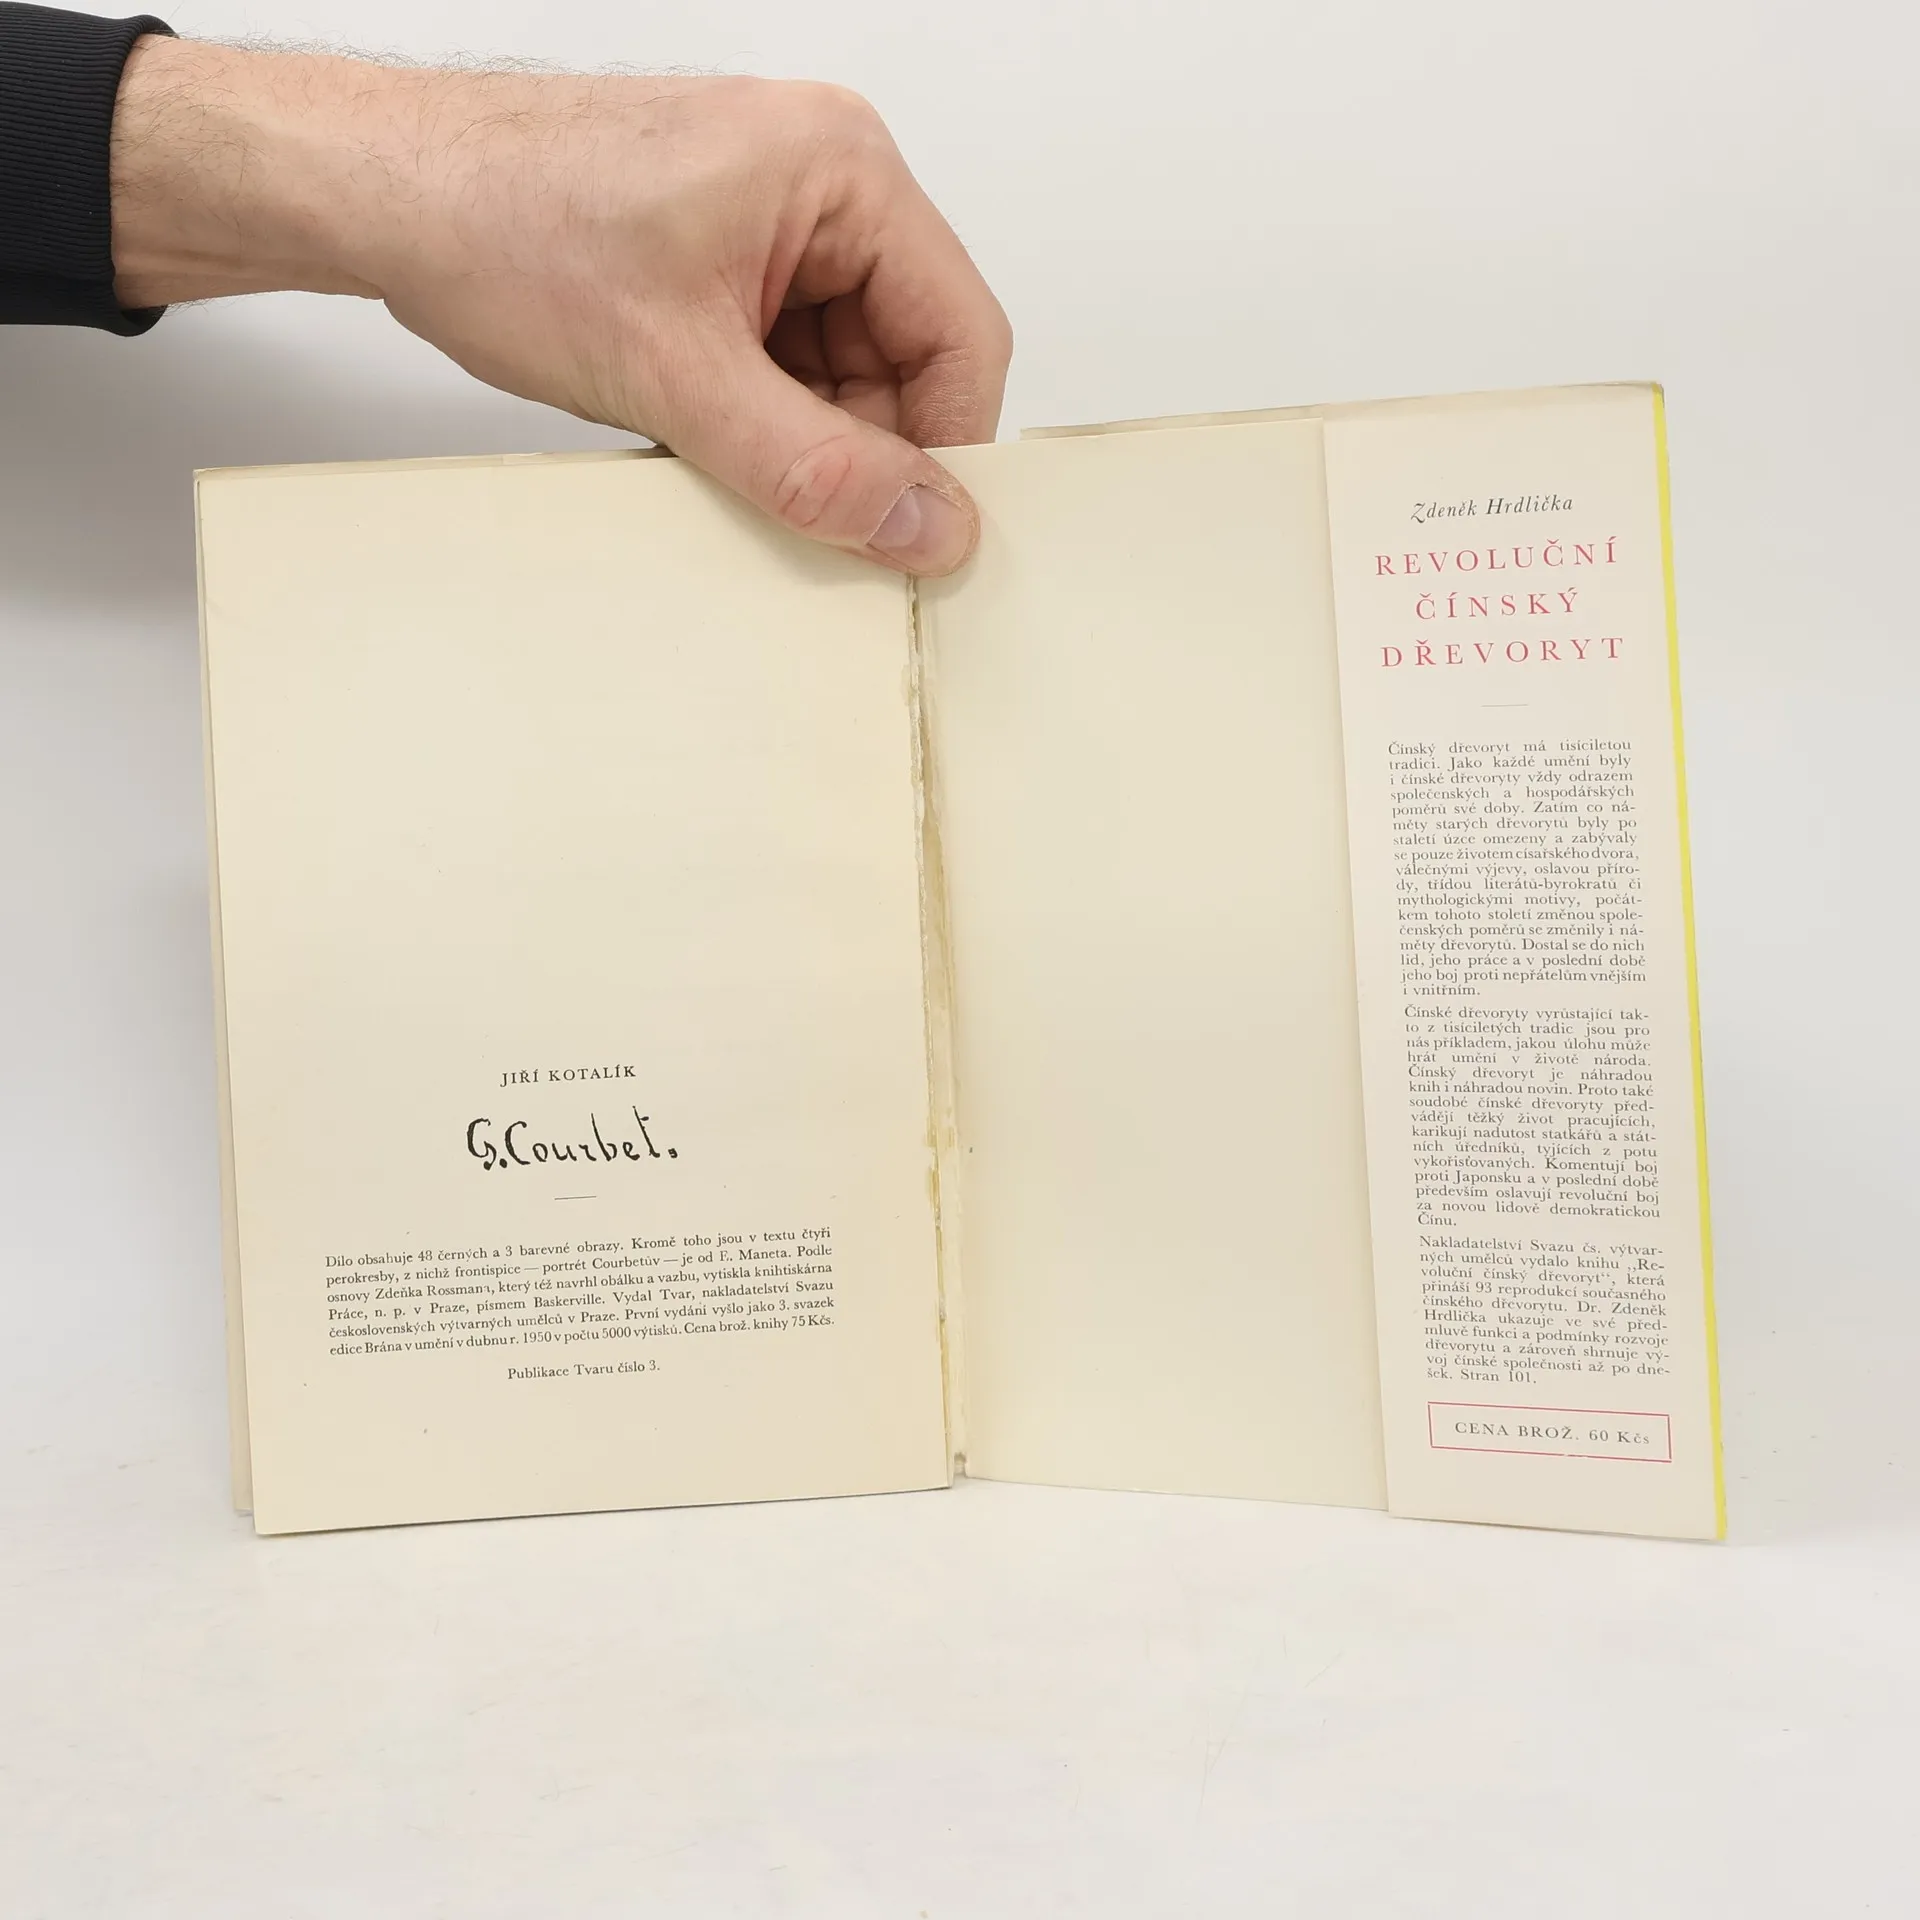 JIŘÍ KOTALÍK
G. Courbet.
Dílo obsahuje 48 černých a 3 barevné obrazy. Kromě toho jsou v textu čtyři
perokresby, z nichž frontispice — portrét Courbetův — je od E. Maneta. Podle
osnovy Zdeňka Rossmana, který též navrhl obálku a vazbu, vytiskla knihtiskárna
Práce, n. p. v Praze, písmem Baskerville. Vydal Tvar, nakladatelství Svazu
československých výtvarných umělců v Praze. První vydání vyšlo jako 3. svazek
edice Brána v umění v dubnu r. 1950 v počtu 5000 výtisků. Cena brož. knihy 75 Kčs.
Publikace Tvaru číslo 3.
Zdeněk Hrdlička
REVOLUČNÍ
ČÍNSKÝ
DŘEVORYT
Čínský dřevoryt má tisíciletou
tradici. Jako každé umění byly
i čínské dřevoryty vždy odrazem
společenských a hospodářských
poměrů své doby. Zatím co ná-
měty starých dřevorytů byly po
staletí úzce omezeny a zabývaly
se pouze životem císařského dvora,
válečnými výjevy, oslavou příro-
dy, třídou literátů-byrokratů či
mythologickými motivy, počát-
kem tohoto století změnou spole-
čenských poměrů se změnily i ná-
měty dřevorytů. Dostal se do nich
lid, jeho práce a v poslední době
jeho boj proti nepřátelům vnějším
i vnitřním.
Čínské dřevoryty vyrůstající tak-
to z tisíciletých tradic jsou pro
nás příkladem, jakou úlohu může
hrát umění v životě národa.
Čínský dřevoryt je náhradou
knih i náhradou novin. Proto také
soudobé čínské dřevoryty před-
vádějí těžký život pracujících,
karikují nadutost statkářů a stát-
ních úředníků, tyjících z potu
vykořisťovaných. Komentují boj
proti Japonsku a v poslední době
především oslavují revoluční boj
za novou lidově demokratickou
Čínu.
Nakladatelství Svazu čs. výtvar-
ných umělců vydalo knihu „Re-
voluční čínský dřevoryt“, která
přináší 93 reprodukcí současného
čínského dřevorytu. Dr. Zdeněk
Hrdlička ukazuje ve své před-
mluvě funkci a podmínky rozvoje
dřevorytu a zároveň shrnuje vý-
voj čínské společnosti až po dne-
šek. Stran 101.
CENA BROŽ. 60 Kčs